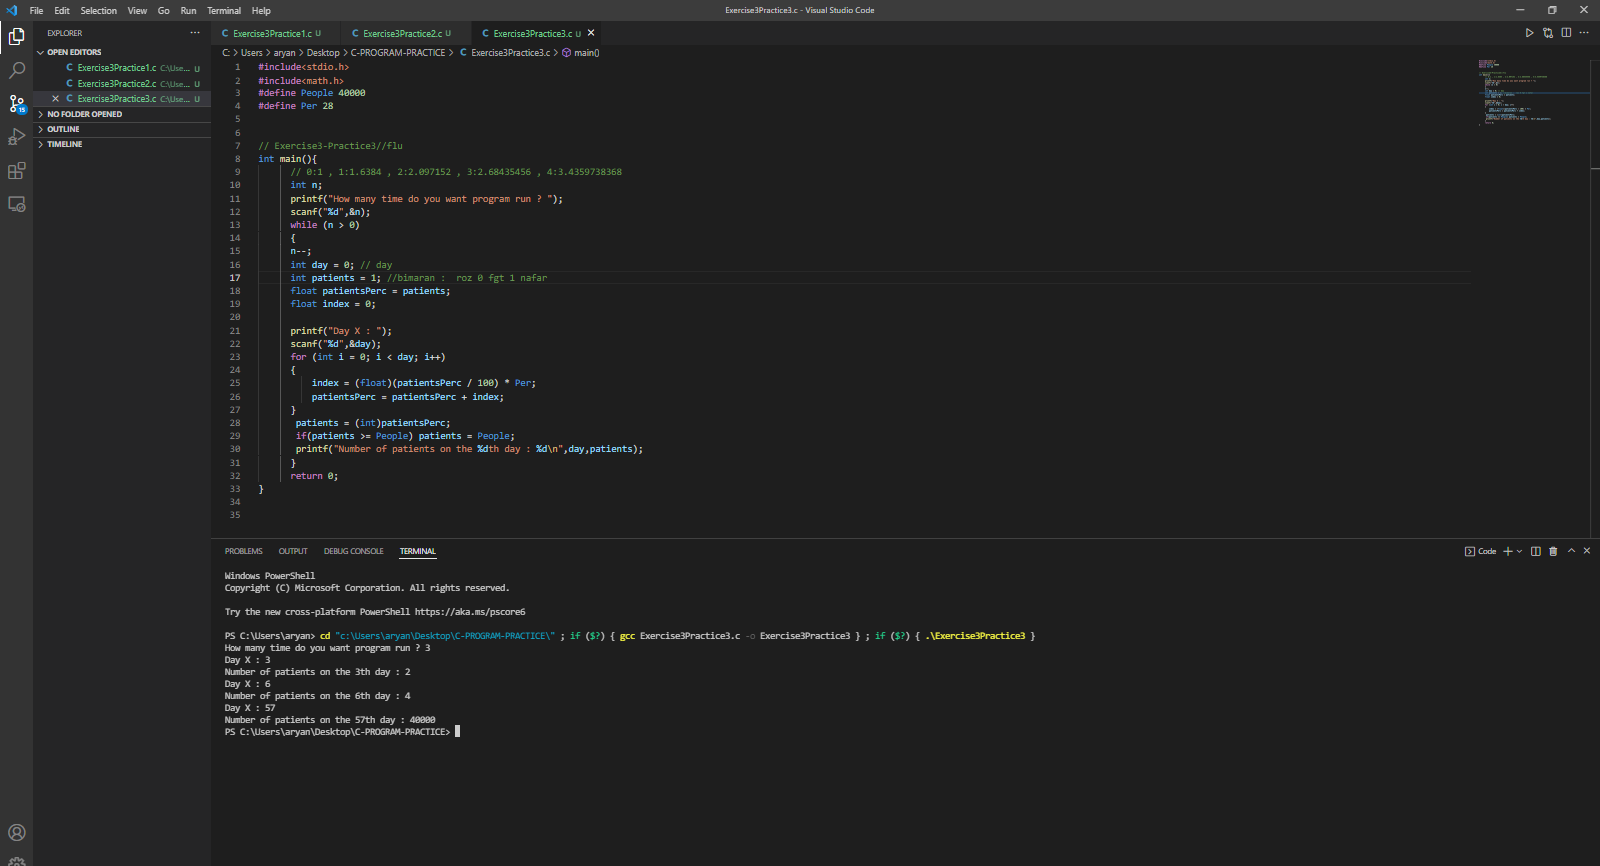 File Edit Selection View Go Run Terminal Help
Exercise3Practice3.c - Visual Studio Code
EXPLORER ...
OPEN EDITORS
C Exercise3Practice1.c C:\Use... U
C Exercise3Practice2.c C:\Use... U
C Exercise3Practice3.c C:\Use... U
NO FOLDER OPENED
OUTLINE
TIMELINE
15
C Exercise3Practice1.c U
C Exercise3Practice2.c U
C Exercise3Practice3.c U
C: > Users > aryan > Desktop > C-PROGRAM-PRACTICE > C Exercise3Practice3.c > main()
1 #include<stdio.h>
2 #include<math.h>
3 #define People 40000
4 #define Per 28
5
6
7 // Exercise3-Practice3//flu
8 int main(){
9 // 0:1 , 1:1.6384 , 2:2.097152 , 3:2.68435456 , 4:3.4359738368
10 int n;
11 printf("How many time do you want program run ? ");
12 scanf("%d",&n);
13 while (n > 0)
14 {
15 n--;
16 int day = 0; // day
17 int patients = 1; //bimaran :  roz 0 fgt 1 nafar
18 float patientsPerc = patients;
19 float index = 0;
20
21 printf("Day X : ");
22 scanf("%d",&day);
23 for (int i = 0; i < day; i++)
24 {
25 index = (float)(patientsPerc / 100) * Per;
26 patientsPerc = patientsPerc + index;
27 }
28 patients = (int)patientsPerc;
29 if(patients >= People) patients = People;
30 printf("Number of patients on the %dth day : %d\n",day,patients);
31 }
32 return 0;
33 }
34
35
PROBLEMS OUTPUT DEBUG CONSOLE TERMINAL
Code
Windows PowerShell
Copyright (C) Microsoft Corporation. All rights reserved.
Try the new cross-platform PowerShell https://aka.ms/pscore6
PS C:\Users\aryan> cd "c:\Users\aryan\Desktop\C-PROGRAM-PRACTICE\" ; if ($?) { gcc Exercise3Practice3.c -o Exercise3Practice3 } ; if ($?) { .\Exercise3Practice3 }
How many time do you want program run ? 3
Day X : 3
Number of patients on the 3th day : 2
Day X : 6
Number of patients on the 6th day : 4
Day X : 57
Number of patients on the 57th day : 40000
PS C:\Users\aryan\Desktop\C-PROGRAM-PRACTICE>